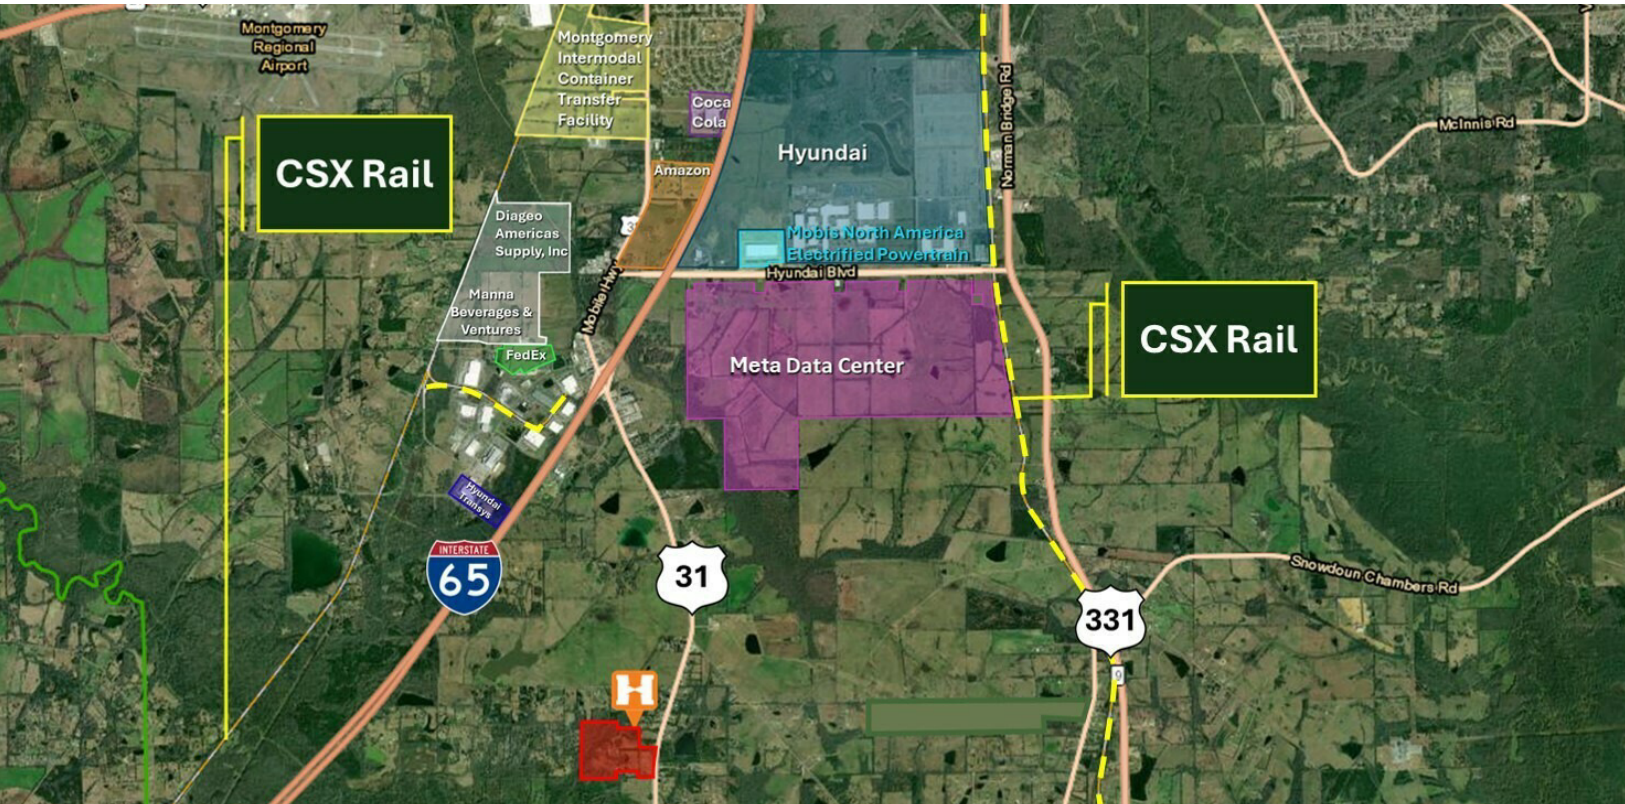 Montgomery
Regional
Airport
Montgomery
Intermodal
Container
Transfer
Facility
Coca
Cola
Hyundai
Norman Bridge Rd
McInnis Rd
CSX Rail
Amazon
Diageo
Americas
Supply, Inc
3
Mobis North America
Electrified Powertrain
Hyundai Blvd
Mobile Hwy
Manna
Beverages &
Ventures
FedEx
Meta Data Center
CSX Rail
Hyundai
Transys
INTERSTATE
65
31
Snowdoun Chambers Rd
331
9
H